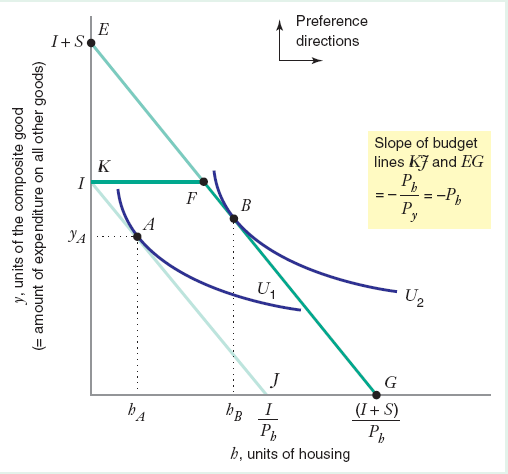 Preference
directions
E
I + S
y, units of the composite good
(= amount of expenditure on all other goods)
Slope of budget
lines KJ and EG
= − P_h / P_y = −P_h
K
I
F
B
A
y_A
U_1
U_2
J
G
h_A
h_B
I / P_h
(I + S) / P_h
h, units of housing